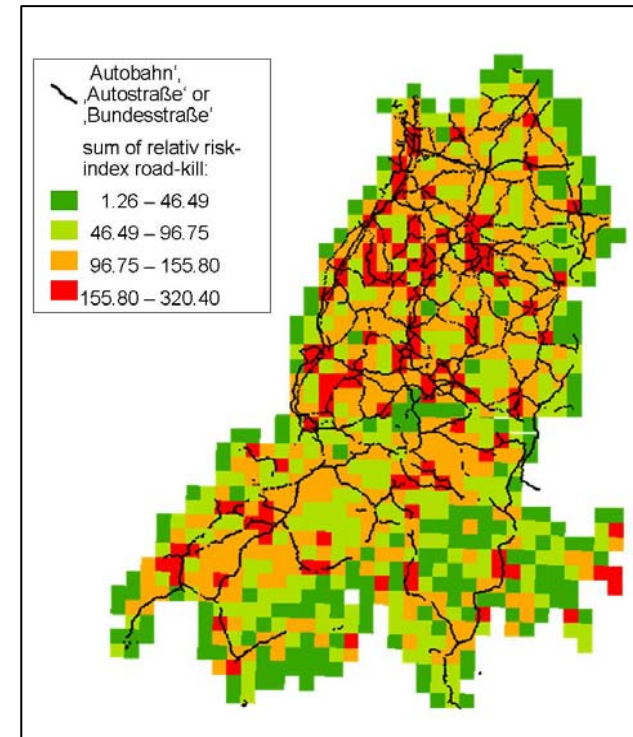 Autobahn‘,
‚Autostraße‘ or
‚Bundesstraße‘
sum of relativ risk-
index road-kill:
1.26 – 46.49
46.49 – 96.75
96.75 – 155.80
155.80 – 320.40